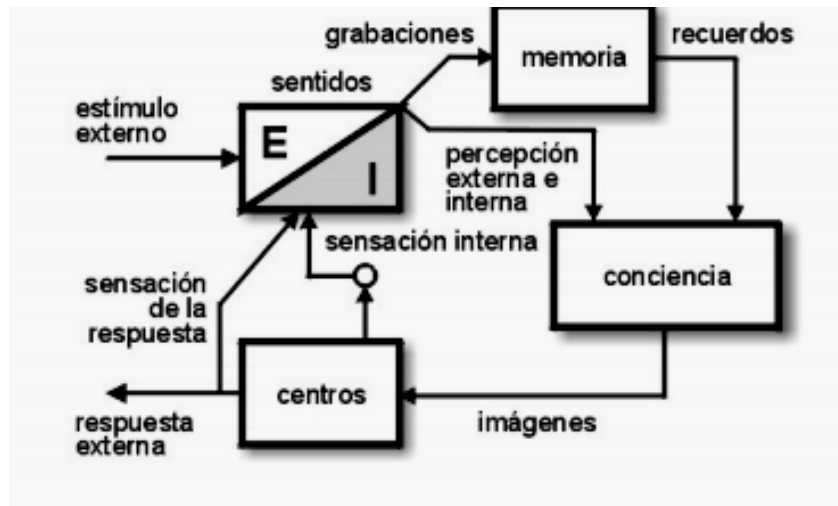 grabaciones
memoria
recuerdos
sentidos
estímulo
externo
E
I
percepción
externa e
interna
sensación interna
conciencia
sensación
de la
respuesta
centros
respuesta
externa
imágenes